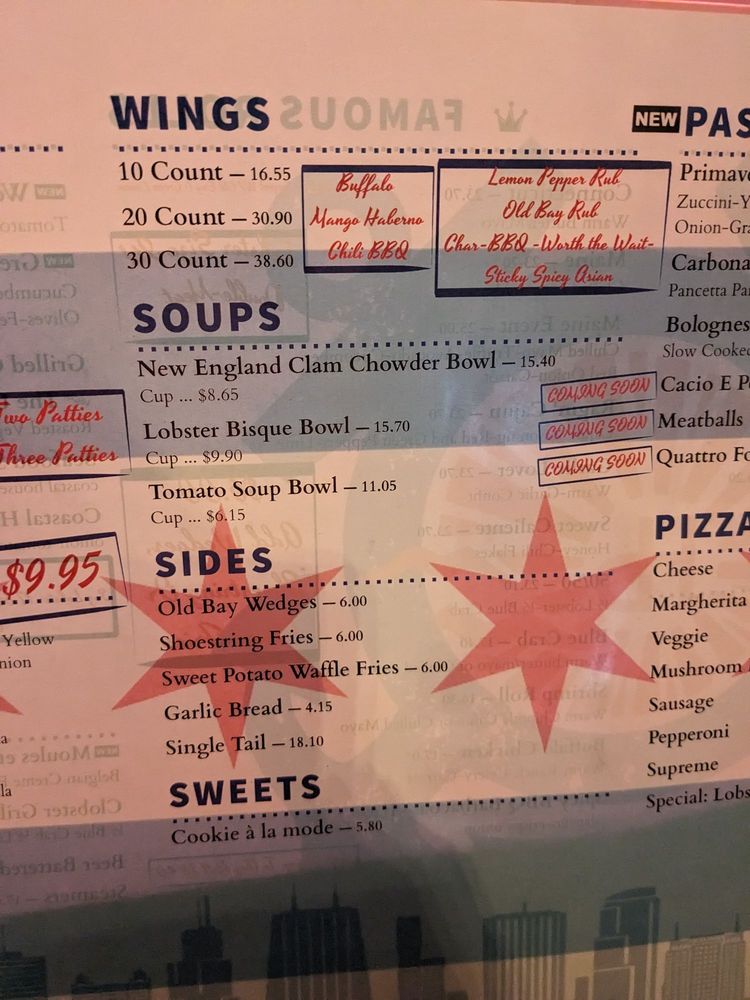 WINGS
10 Count – 16.55
20 Count – 30.90
30 Count – 38.60
Buffalo
Mango Haberno
Chili BBQ
Lemon Pepper Rub
Old Bay Rub
Char-BBQ -Worth the Wait-
Sticky Spicy Asian
SOUPS
New England Clam Chowder Bowl – 15.40
Cup ... $8.65
Lobster Bisque Bowl – 15.70
Cup ... $9.90
Tomato Soup Bowl – 11.05
Cup ... $6.15
SIDES
Old Bay Wedges – 6.00
Shoestring Fries – 6.00
Sweet Potato Waffle Fries – 6.00
Garlic Bread – 4.15
Single Tail – 18.10
SWEETS
Cookie à la mode – 5.80
Two Patties
Three Patties
$9.95
Yellow
NEW PAS
Primav
Zuccini-Y
Onion-Gra
Carbona
Pancetta Pa
Bolognes
Slow Cooked
COMING SOON Cacio E P
COMING SOON Meatballs
COMING SOON Quattro Fo
PIZZA
Cheese
Margherita
Veggie
Mushroom
Sausage
Pepperoni
Supreme
Special: Lobs